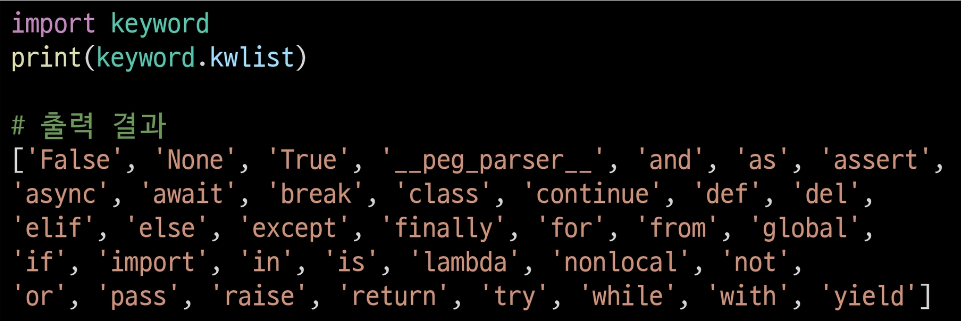 import keyword
print(keyword.kwlist)
# 출력 결과
['False', 'None', 'True', '__peg_parser__', 'and', 'as', 'assert',
'async', 'await', 'break', 'class', 'continue', 'def', 'del',
'elif', 'else', 'except', 'finally', 'for', 'from', 'global',
'if', 'import', 'in', 'is', 'lambda', 'nonlocal', 'not',
'or', 'pass', 'raise', 'return', 'try', 'while', 'with', 'yield']